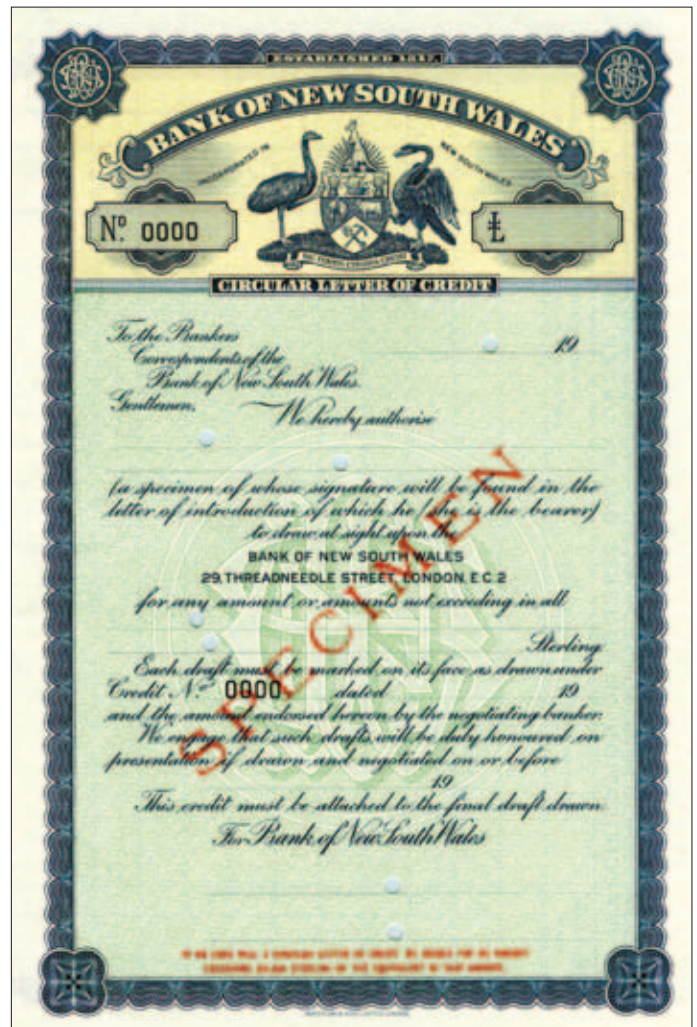 ESTABLISHED 1817.
BANK OF NEW SOUTH WALES
INCORPORATED IN NEW SOUTH WALES
Nº. 0000
£
SIC FORTIS ETRURIA CREVIT
CIRCULAR LETTER OF CREDIT
To the Bankers
Correspondents of the
19
Bank of New South Wales.
Gentlemen,
We hereby authorise
(a specimen of whose signature will be found in the
letter of introduction of which he/she is the bearer)
to draw at sight upon the
BANK OF NEW SOUTH WALES
29, THREADNEEDLE STREET, LONDON, E.C. 2
for any amount or amounts not exceeding in all
Sterling.
Each draft must be marked on its face as drawn under
Credit Nº. 0000 dated 19
and the amount endorsed hereon by the negotiating banker.
We engage that such drafts will be duly honoured on
presentation if drawn and negotiated on or before
19
This credit must be attached to the final draft drawn.
For Bank of New South Wales
SPECIMEN